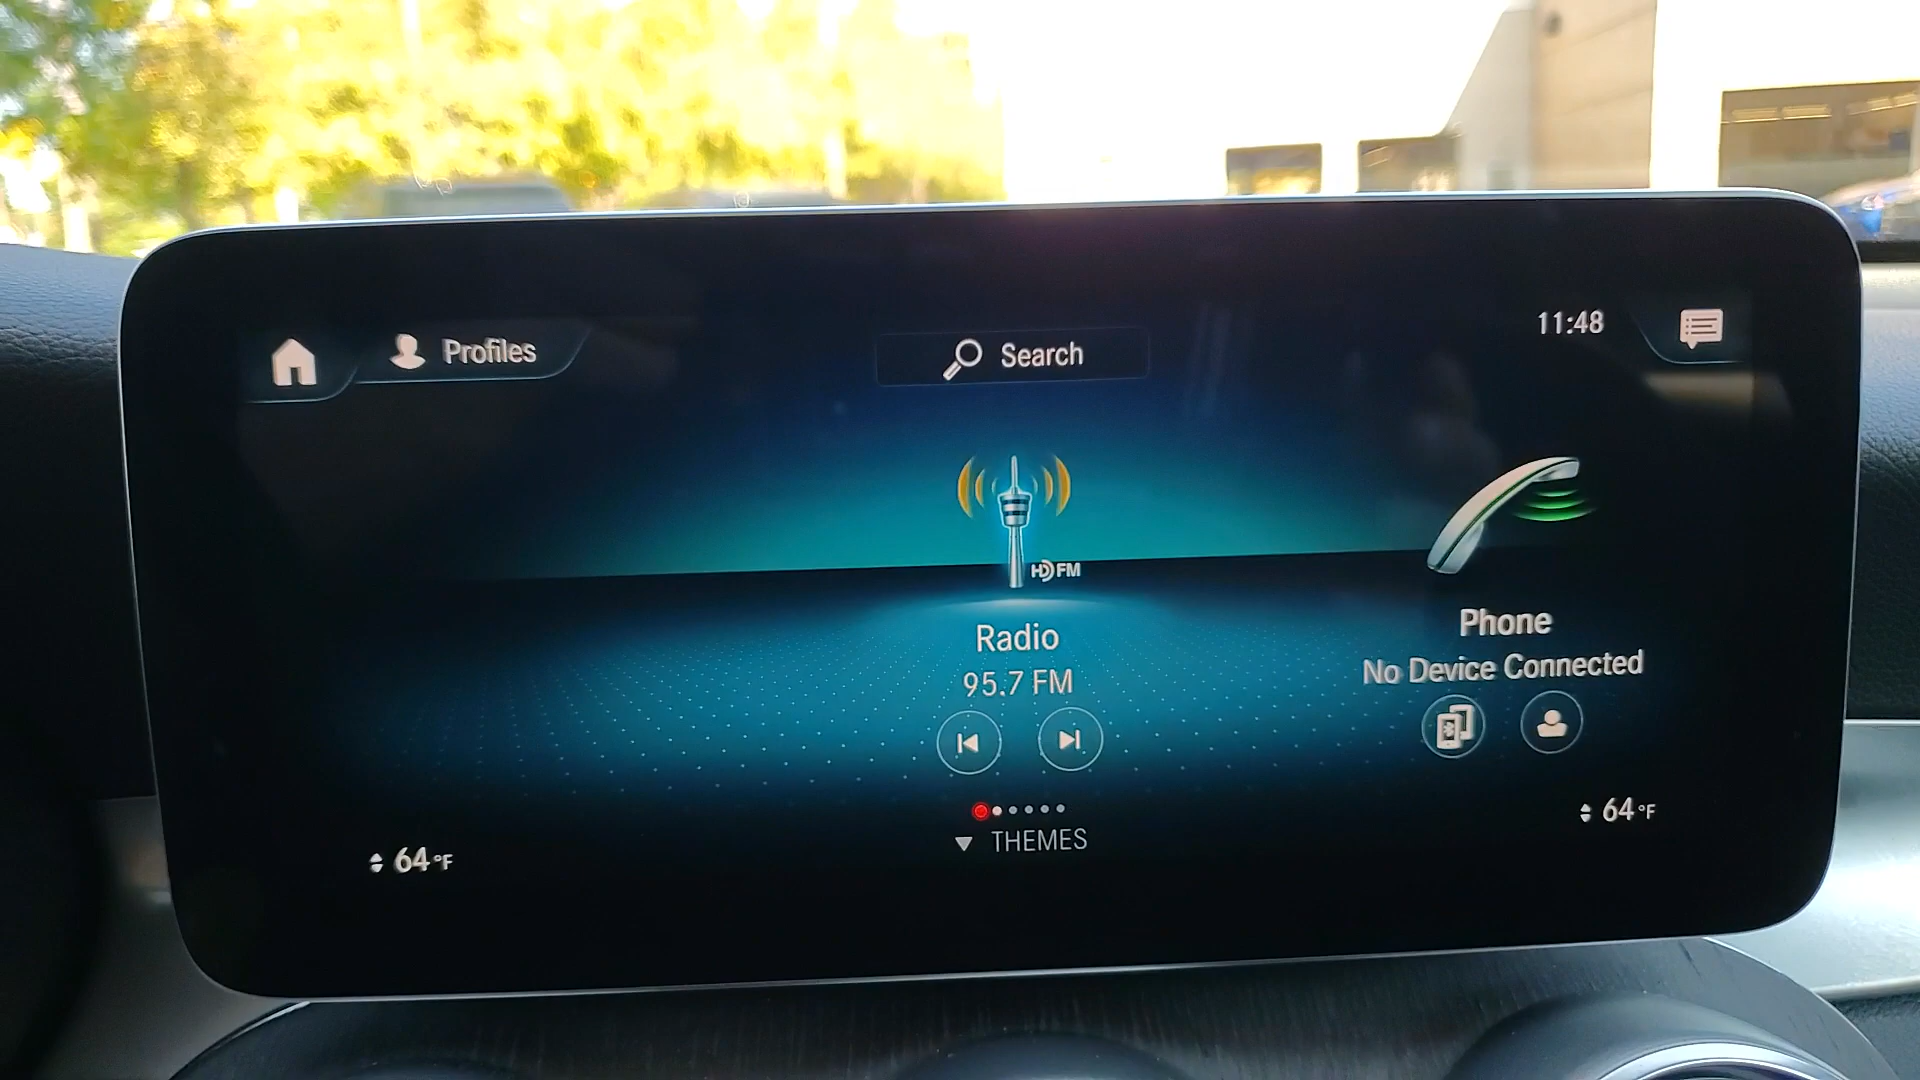 Profiles
Search
11:48
HD FM
Radio
95.7 FM
Phone
No Device Connected
THEMES
64°F
64°F